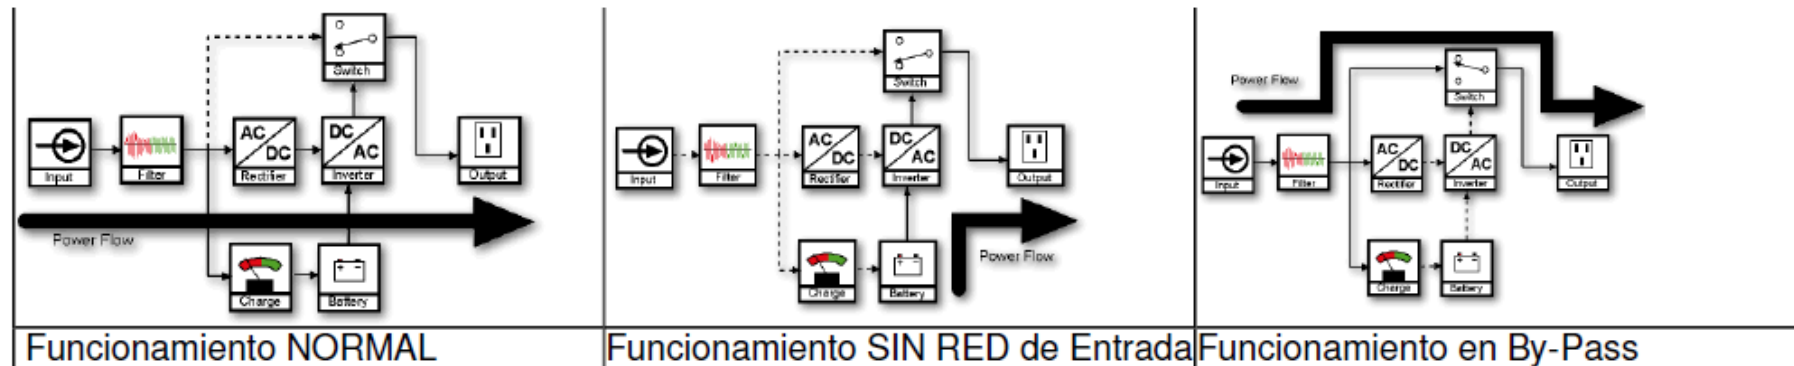 Switch
AC
DC
DC
AC
Input
Filter
Rectifier
Inverter
Output
Power Flow
Charge
Battery
Funcionamiento NORMAL
Switch
AC
DC
DC
AC
Input
Filter
Rectifier
Inverter
Output
Power Flow
Charge
Battery
Funcionamiento SIN RED de Entrada
Power Flow
Switch
AC
DC
DC
AC
Input
Filter
Rectifier
Inverter
Output
Charge
Battery
Funcionamiento en By-Pass